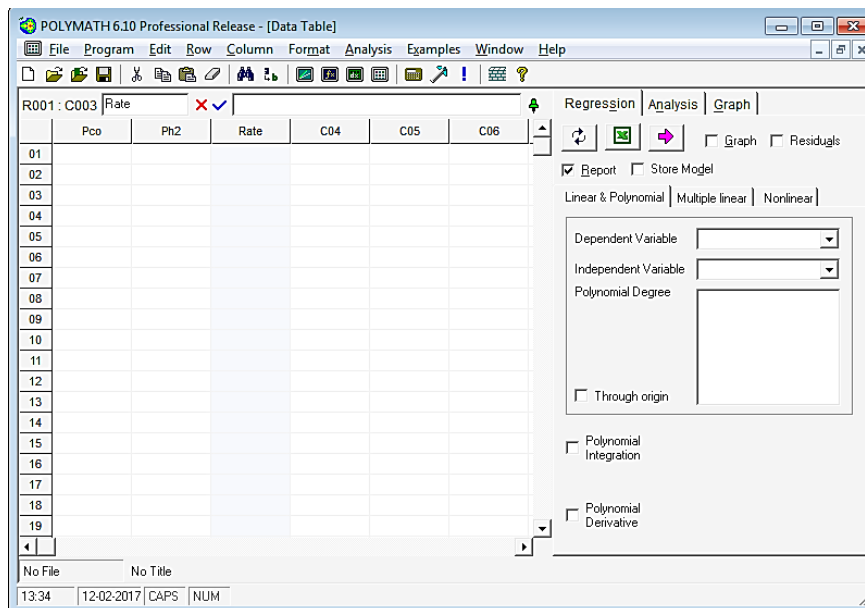 POLYMATH 6.10 Professional Release - [Data Table]
File Program Edit Row Column Format Analysis Examples Window Help
R001 : C003 Rate
Regression Analysis Graph
Graph Residuals
Report Store Model
Linear & Polynomial Multiple linear Nonlinear
Pco Ph2 Rate C04 C05 C06
01
02
03
04
05
06
07
08
09
10
11
12
13
14
15
16
17
18
19
Dependent Variable
Independent Variable
Polynomial Degree
Through origin
Polynomial
Integration
Polynomial
Derivative
No File No Title
13:34 12-02-2017 CAPS NUM